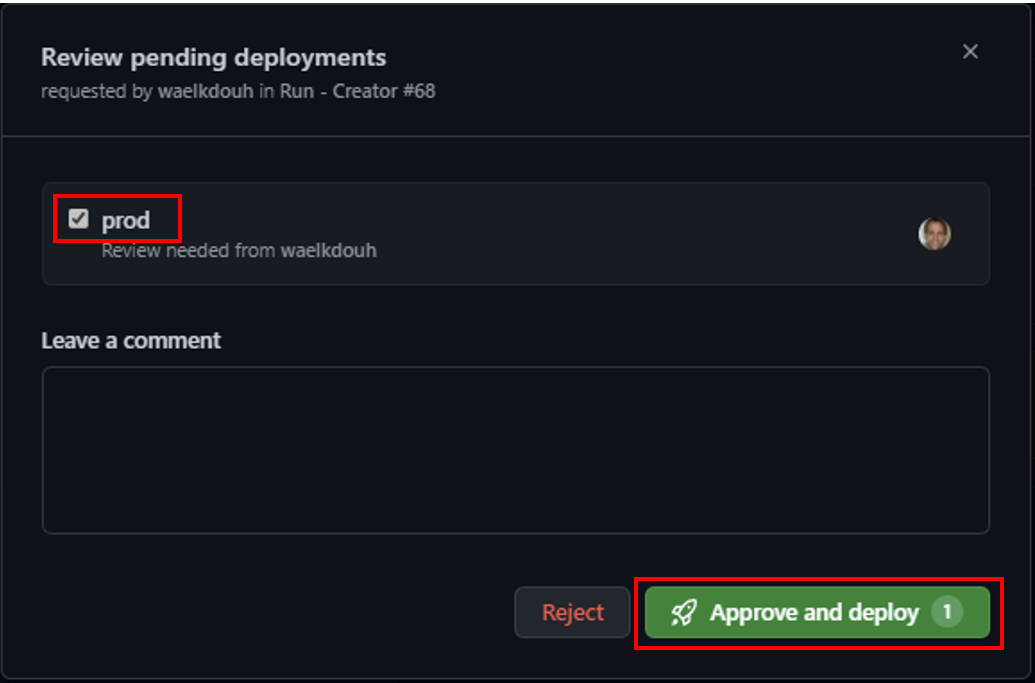 Review pending deployments
requested by waelkdouh in Run - Creator #68
prod
Review needed from waelkdouh
Leave a comment
Reject
Approve and deploy 1